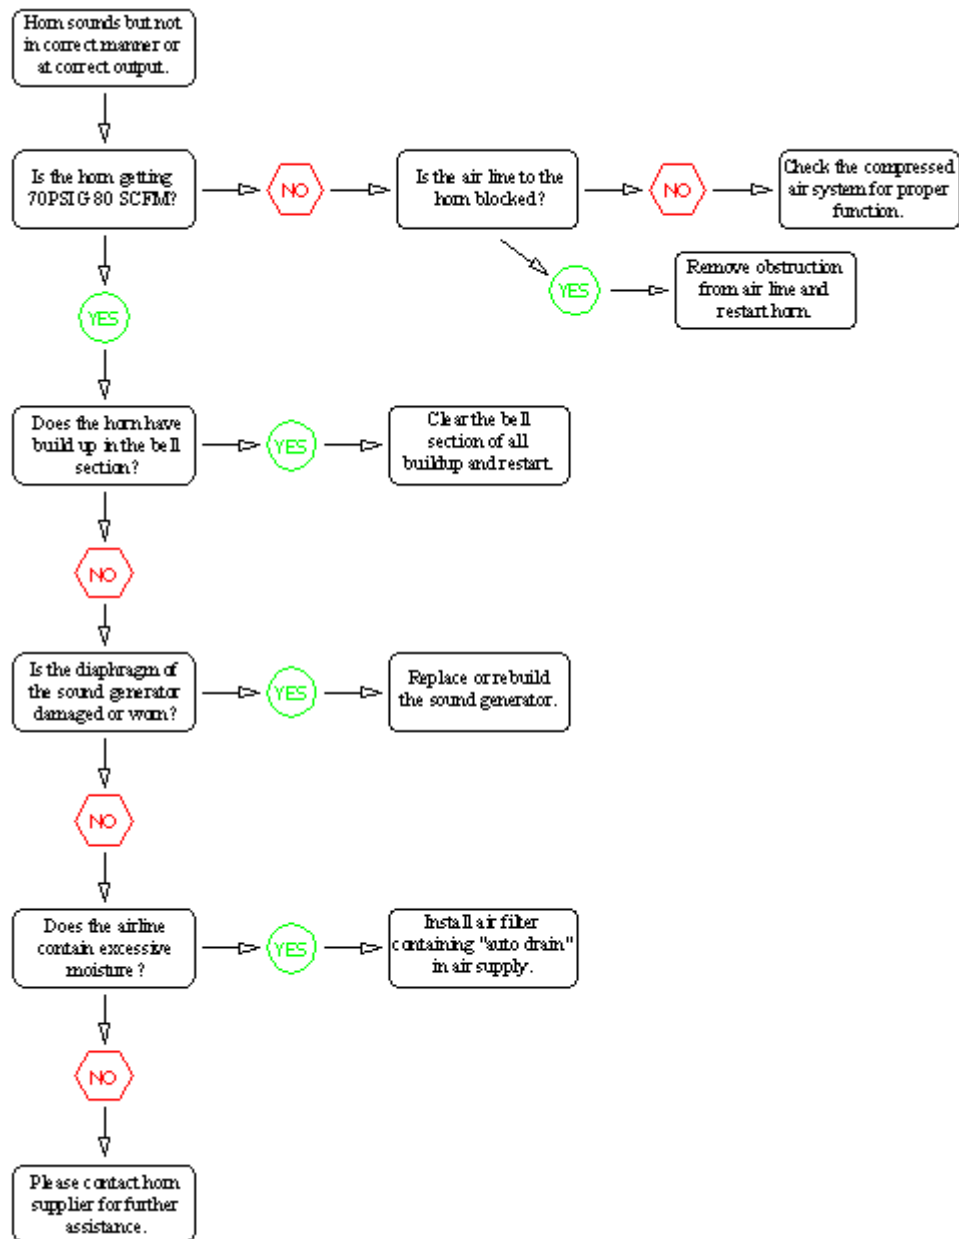 Horn sounds but not
in correct manner or
at correct output.
Is the horn getting
70PSIG 80 SCFM?
NO
Is the air line to the
horn blocked?
NO
Check the compressed
air system for proper
function.
YES
Remove obstruction
from air line and
restart horn.
YES
Does the horn have
build up in the bell
section?
YES
Clear the bell
section of all
buildup and restart.
NO
Is the diaphragm of
the sound generator
damaged or worn?
YES
Replace or rebuild
the sound generator.
NO
Does the airline
contain excessive
moisture?
YES
Install air filter
containing "auto drain"
in air supply.
NO
Please contact horn
supplier for further
assistance.